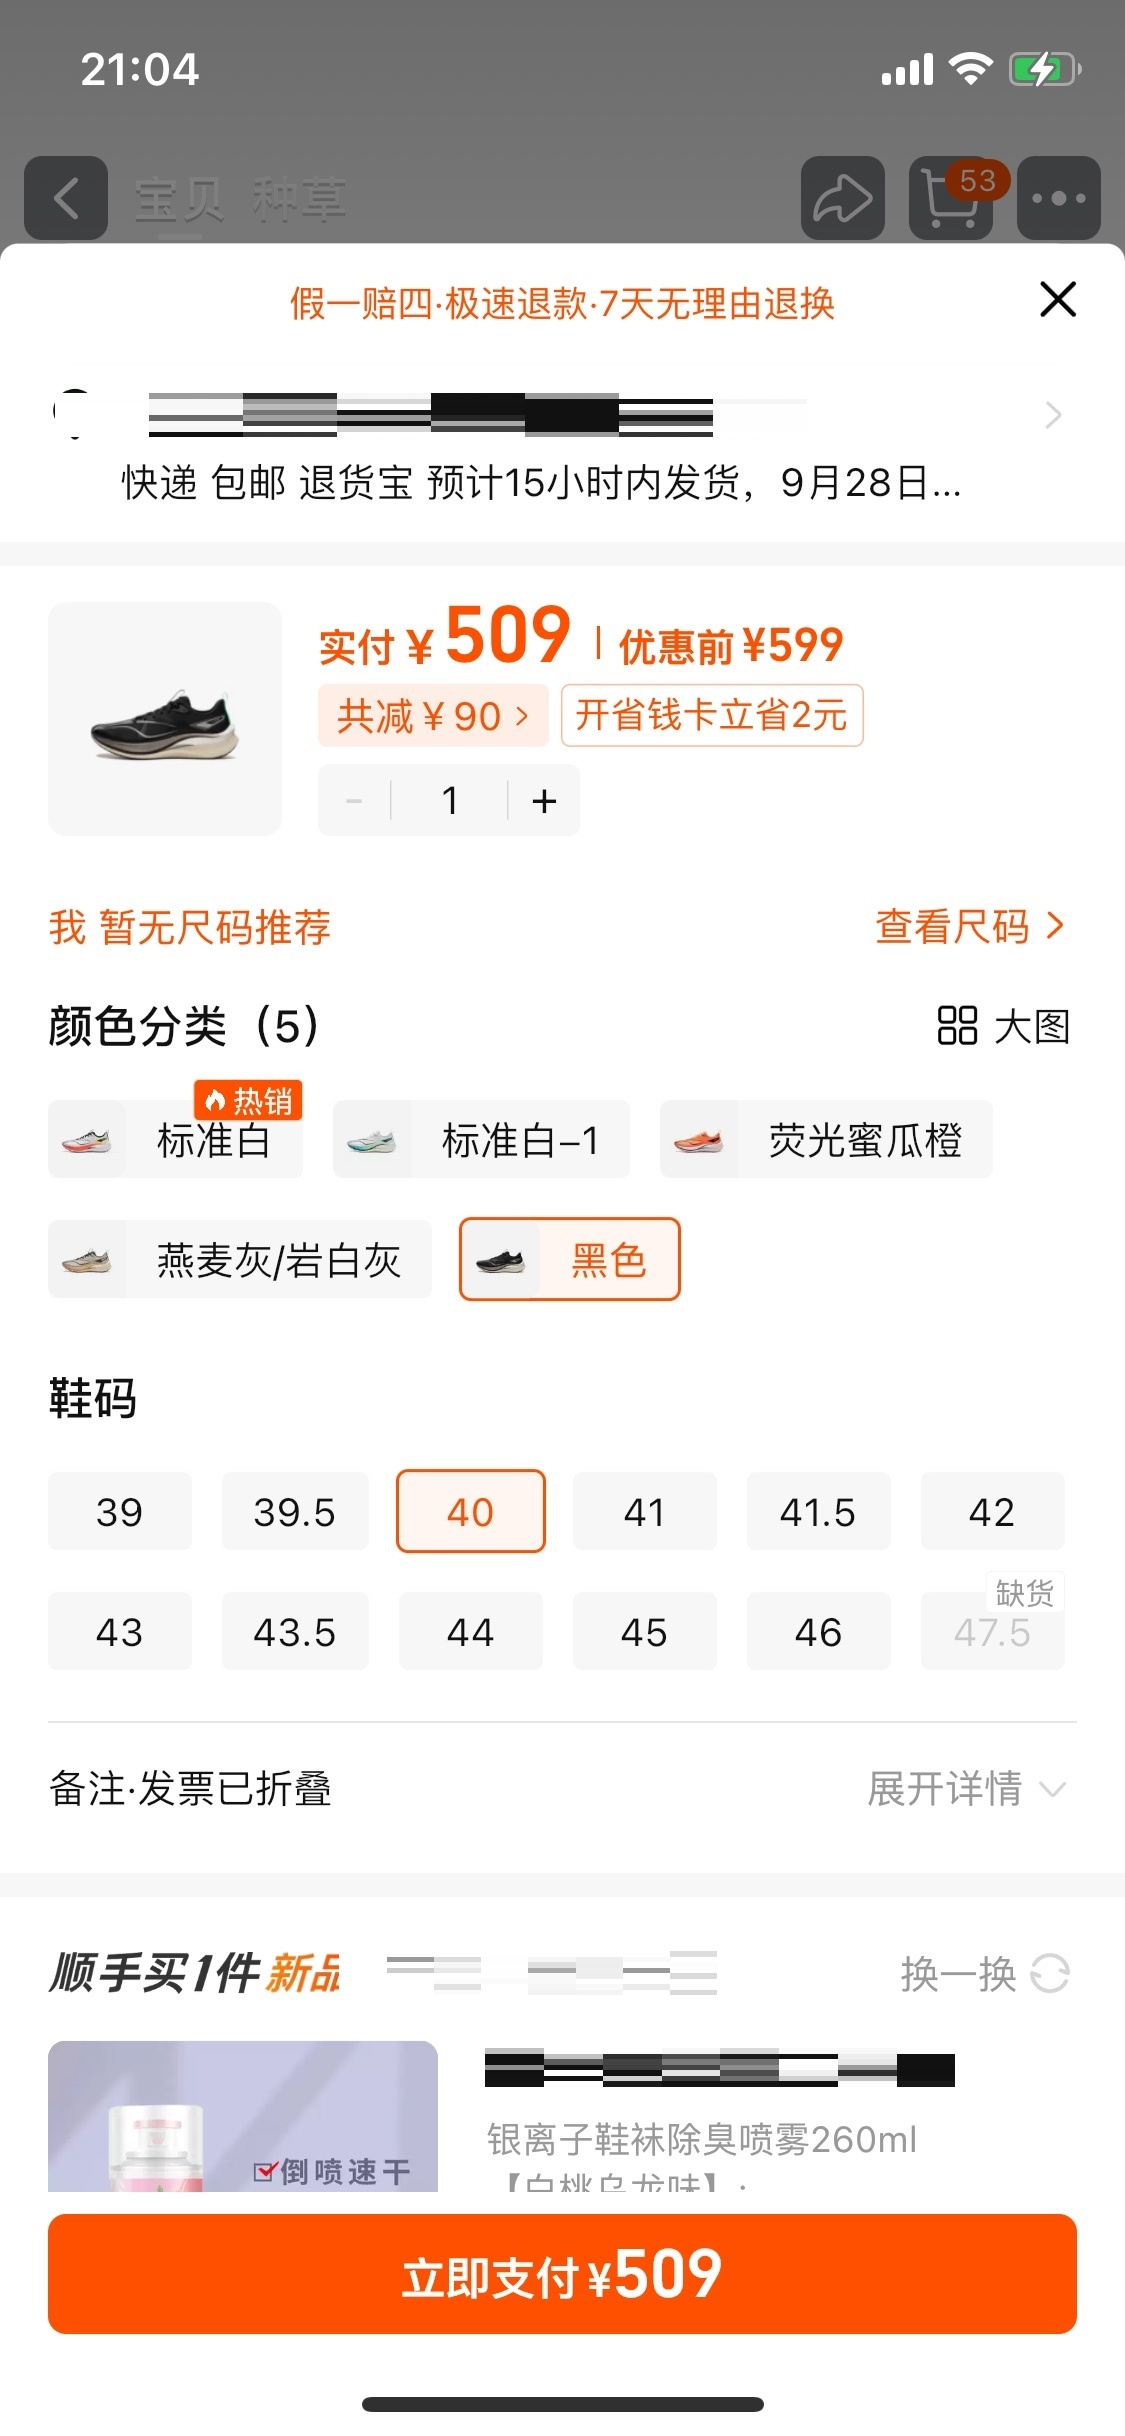 21:04
宝贝 种草
53
假一赔四·极速退款·7天无理由退换
快递 包邮 退货宝 预计15小时内发货，9月28日...
实付 ¥ 509 | 优惠前 ¥599
共减 ¥ 90 >
开省钱卡立省2元
1
我 暂无尺码推荐
查看尺码 >
颜色分类（5）
大图
热销
标准白
标准白-1
荧光蜜瓜橙
燕麦灰/岩白灰
黑色
鞋码
39 39.5 40 41 41.5 42
缺货
43 43.5 44 45 46 47.5
备注·发票已折叠
展开详情
顺手买1件 新品
换一换
倒喷速干
银离子鞋袜除臭喷雾260ml
【白桃乌龙味】;
立即支付 ¥509